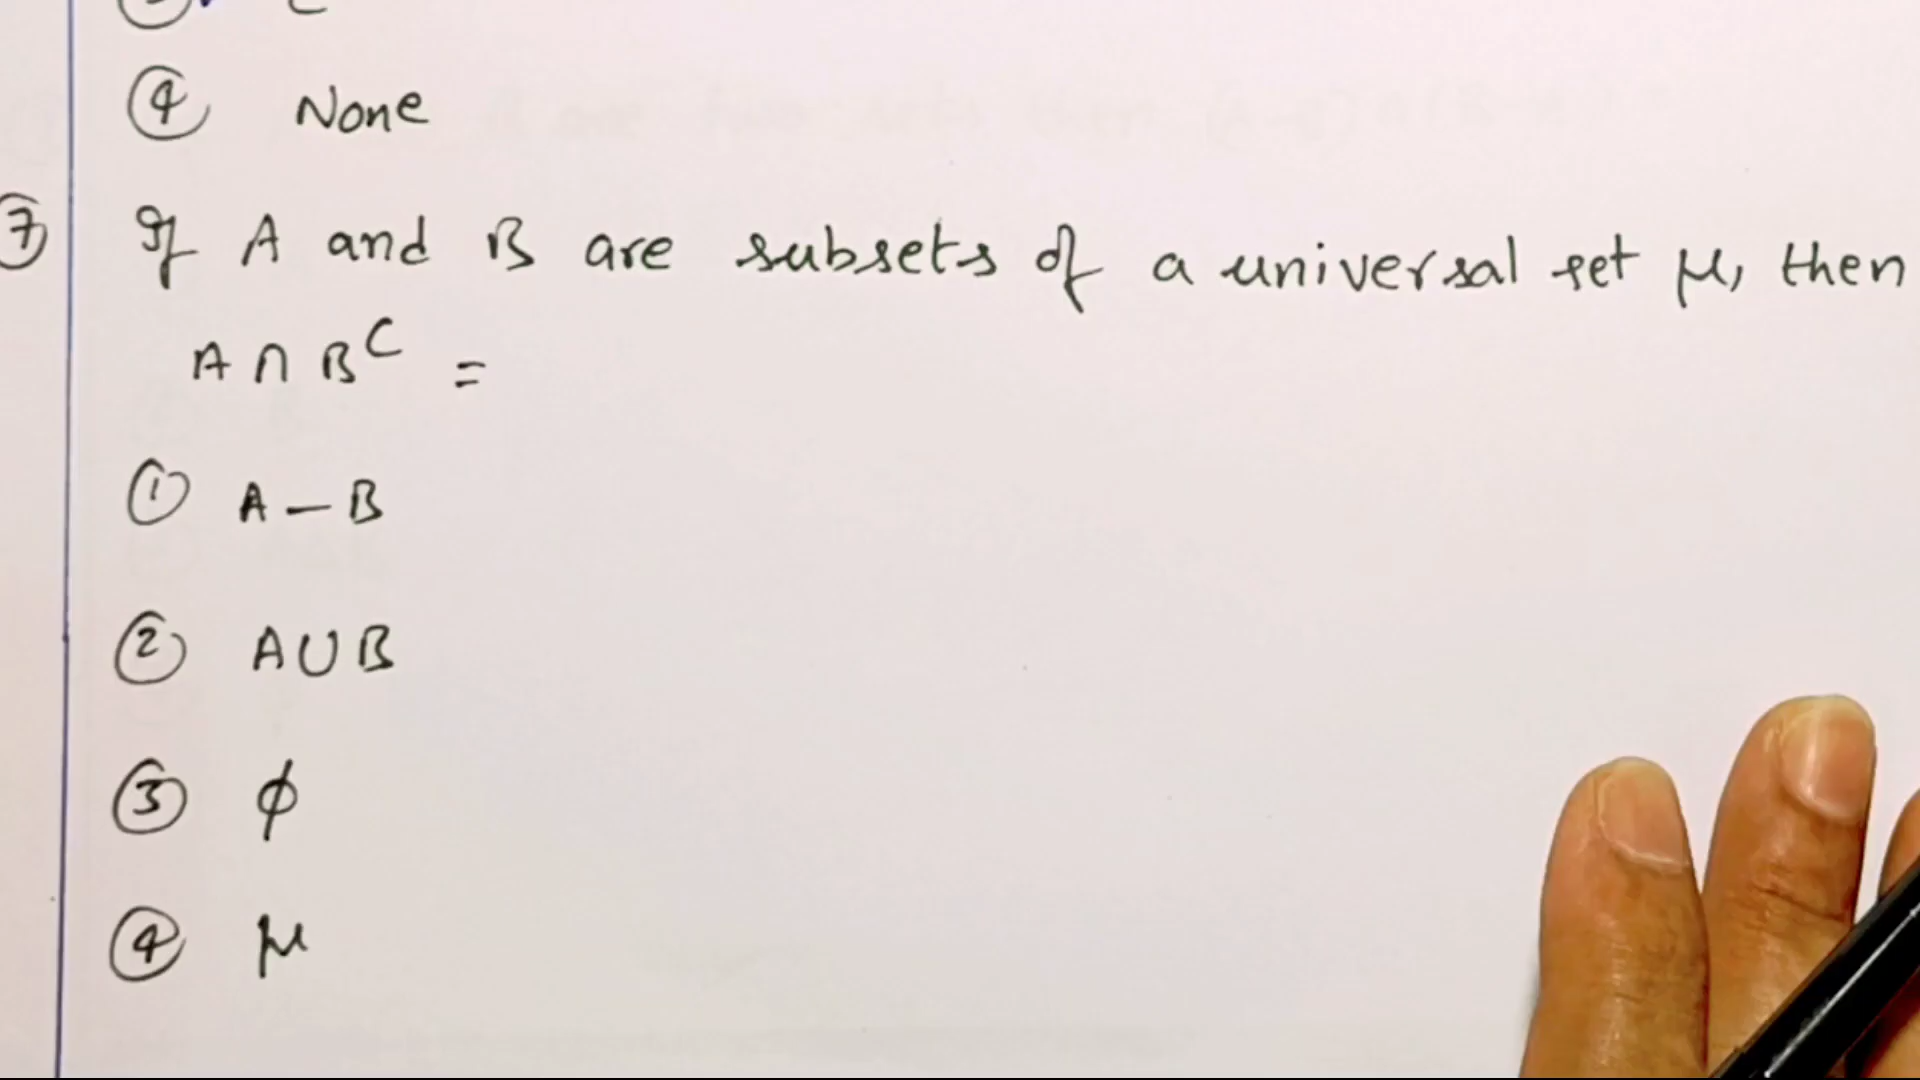 ④ None
⑦ If A and B are subsets of a universal set μ, then
A ∩ B^C =
① A – B
② A ∪ B
③ ϕ
④ μ